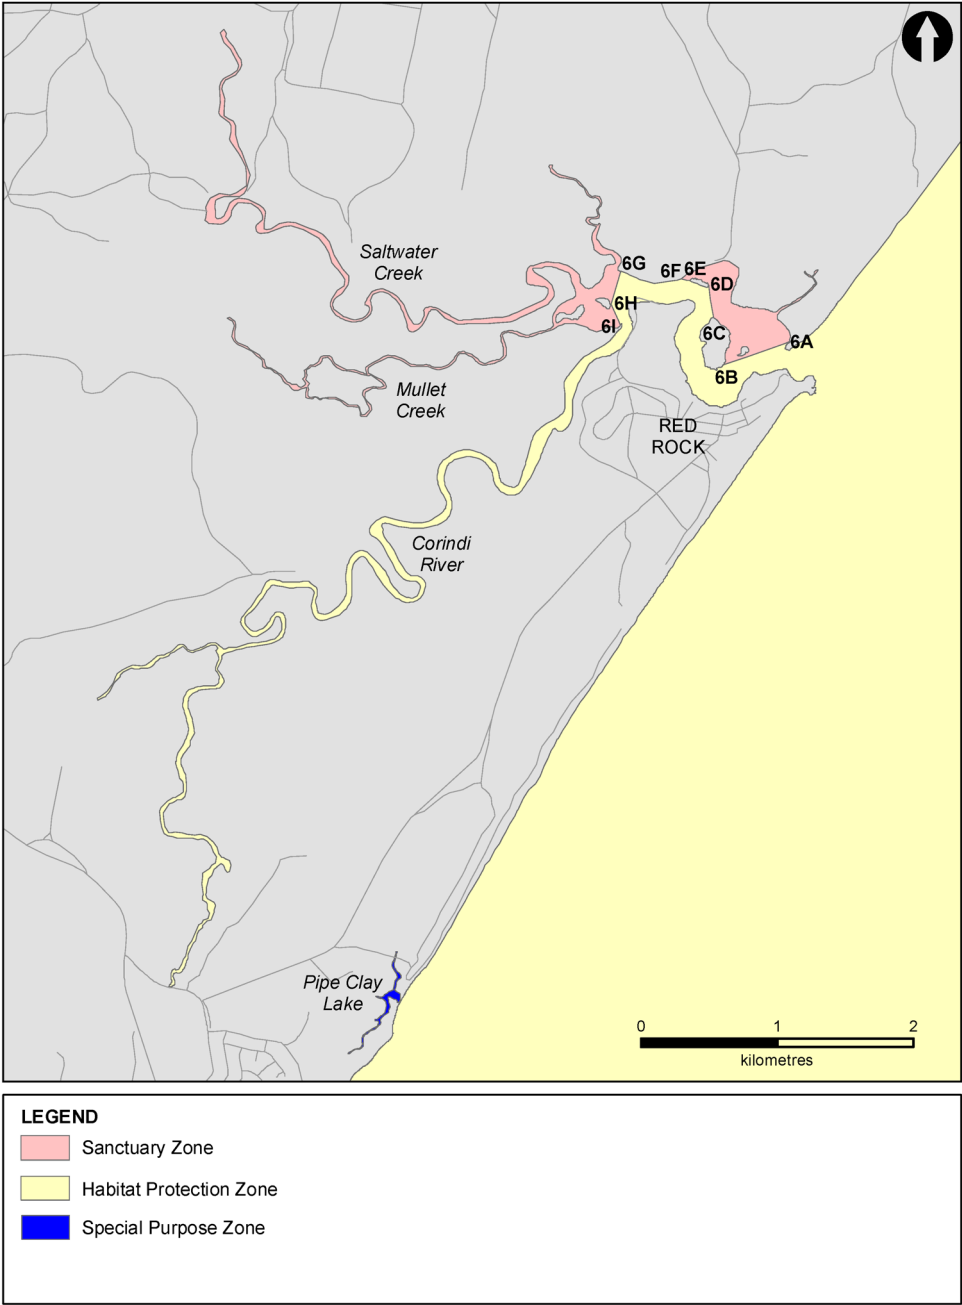 Saltwater
Creek
6G
6F
6E
6D
6H
6I
6C
6A
6B
Mullet
Creek
RED
ROCK
Corindi
River
Pipe Clay
Lake
0 1 2
kilometres
LEGEND
Sanctuary Zone
Habitat Protection Zone
Special Purpose Zone